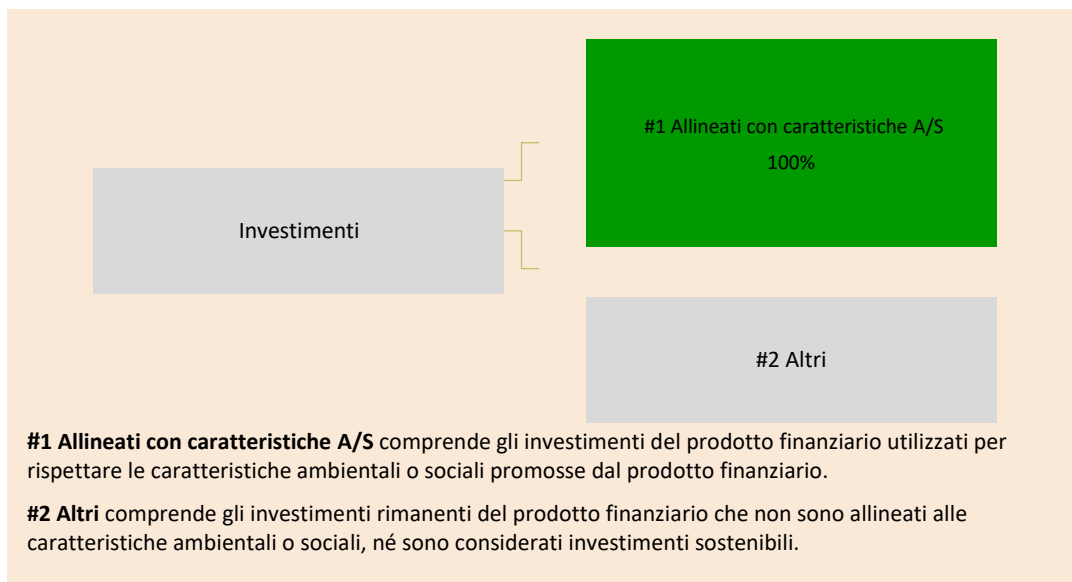 #1 Allineati con caratteristiche A/S
100%
Investimenti
#2 Altri
#1 Allineati con caratteristiche A/S comprende gli investimenti del prodotto finanziario utilizzati per
rispettare le caratteristiche ambientali o sociali promosse dal prodotto finanziario.
#2 Altri comprende gli investimenti rimanenti del prodotto finanziario che non sono allineati alle
caratteristiche ambientali o sociali, né sono considerati investimenti sostenibili.